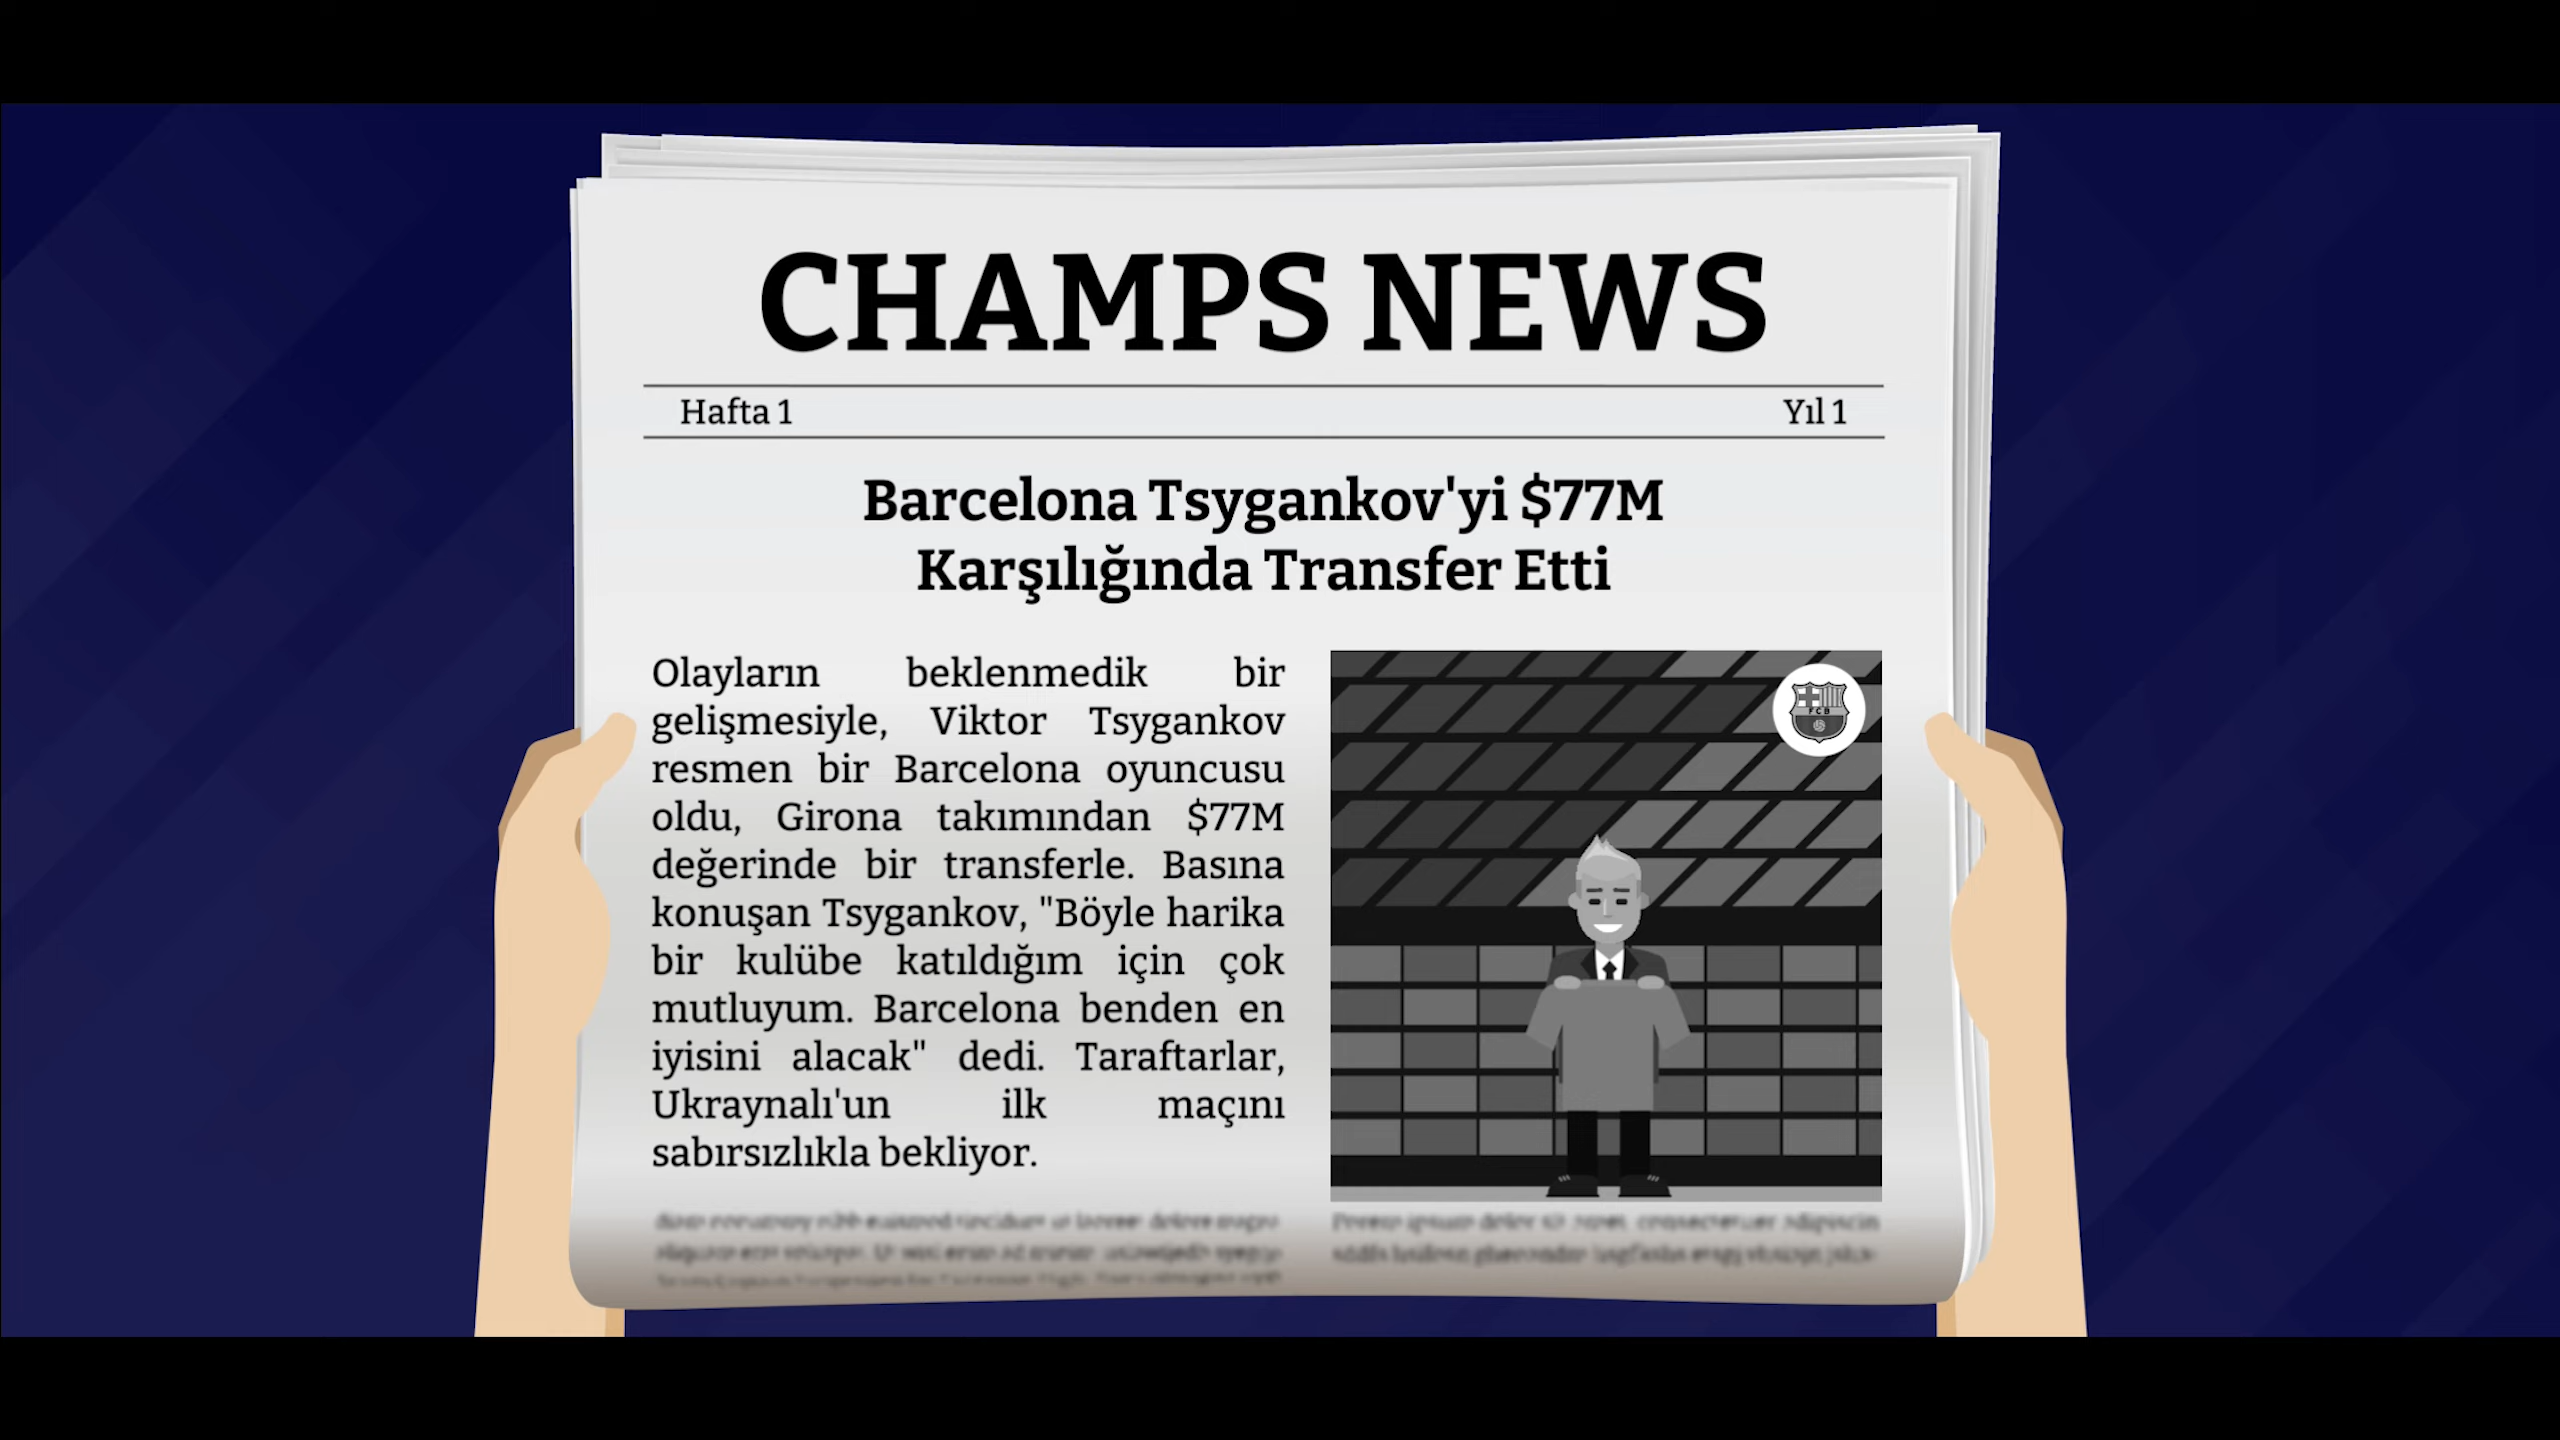 CHAMPS NEWS
Hafta 1
Yıl 1
Barcelona Tsygankov'yi $77M
Karşılığında Transfer Etti
Olayların beklenmedik bir
gelişmesiyle, Viktor Tsygankov
resmen bir Barcelona oyuncusu
oldu, Girona takımından $77M
değerinde bir transferle. Basına
konuşan Tsygankov, "Böyle harika
bir kulübe katıldığım için çok
mutluyum. Barcelona benden en
iyisini alacak" dedi. Taraftarlar,
Ukraynalı'un ilk maçını
sabırsızlıkla bekliyor.
FCB